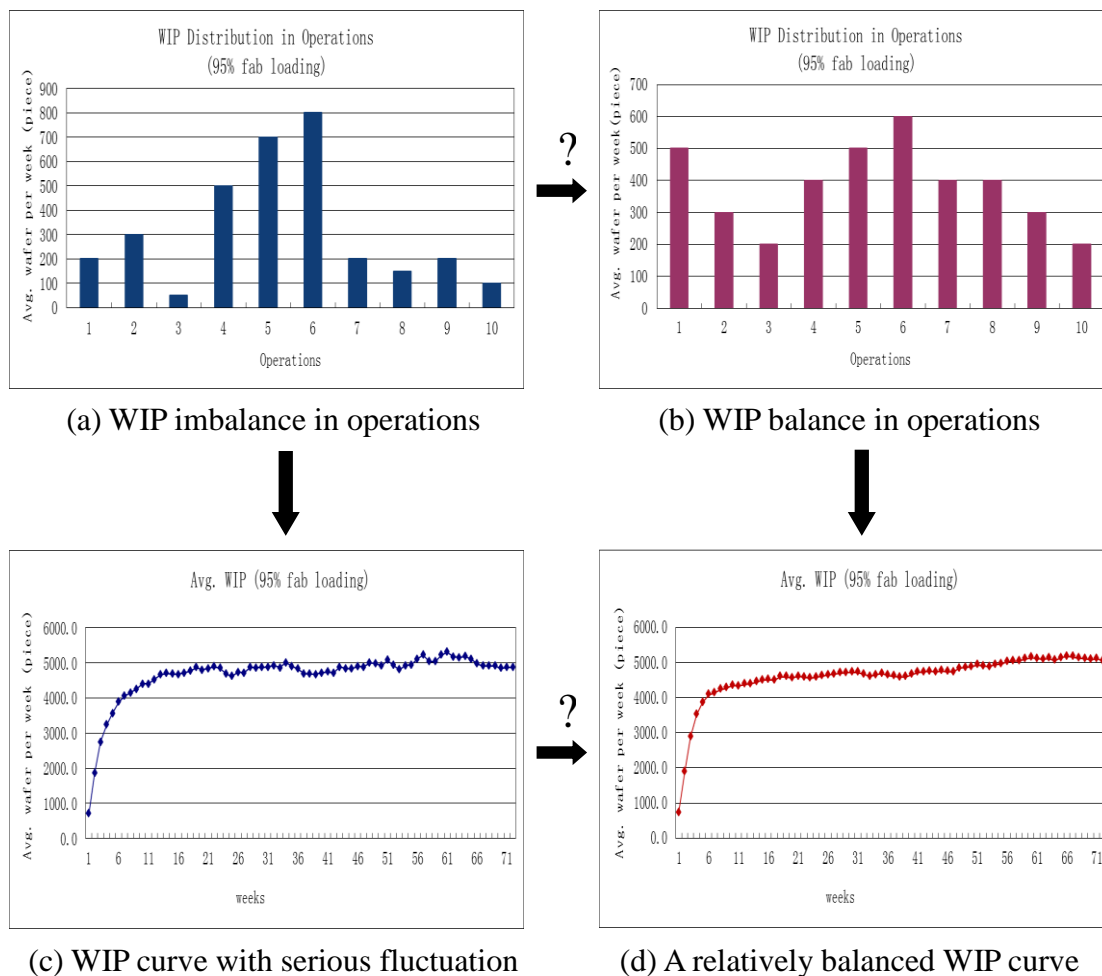 WIP Distribution in Operations
(95% fab loading)
Avg. wafer per week (piece)
900
800
700
600
500
400
300
200
100
0
1 2 3 4 5 6 7 8 9 10
Operations
(a) WIP imbalance in operations
?
WIP Distribution in Operations
(95% fab loading)
Avg. wafer per week(piece)
700
600
500
400
300
200
100
0
1 2 3 4 5 6 7 8 9 10
Operations
(b) WIP balance in operations
Avg. WIP (95% fab loading)
Avg. wafer per week (piece)
6000.0
5000.0
4000.0
3000.0
2000.0
1000.0
0.0
1 6 11 16 21 26 31 36 41 46 51 56 61 66 71
weeks
(c) WIP curve with serious fluctuation
?
Avg. WIP (95% fab loading)
Avg. wafer per week (piece)
6000.0
5000.0
4000.0
3000.0
2000.0
1000.0
0.0
1 6 11 16 21 26 31 36 41 46 51 56 61 66 71
weeks
(d) A relatively balanced WIP curve